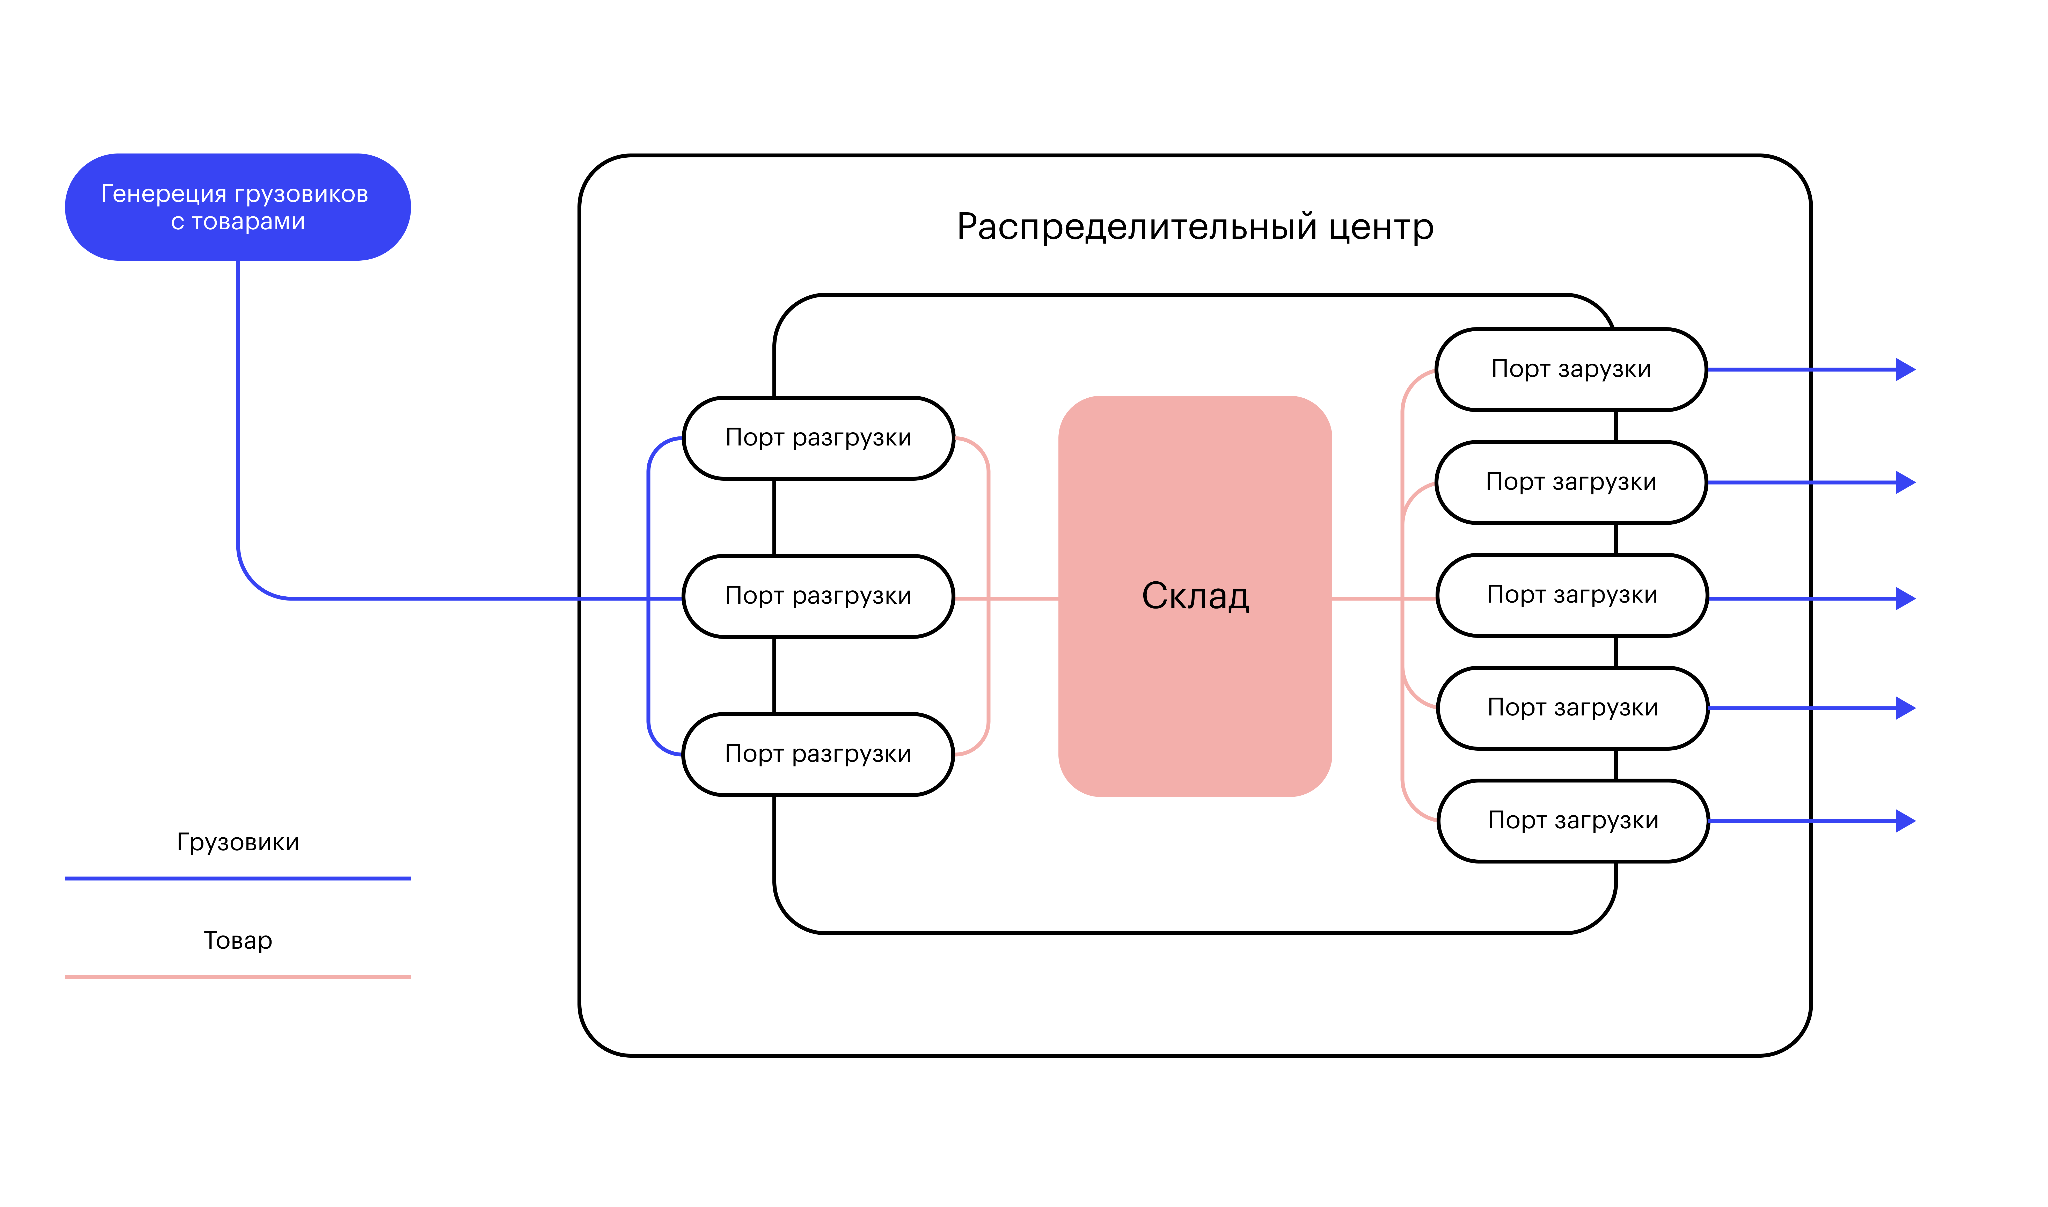 Генереция грузовиков
с товарами
Распределительный центр
Порт разгрузки
Порт разгрузки
Порт разгрузки
Склад
Порт зарузки
Порт загрузки
Порт загрузки
Порт загрузки
Порт загрузки
Грузовики
Товар